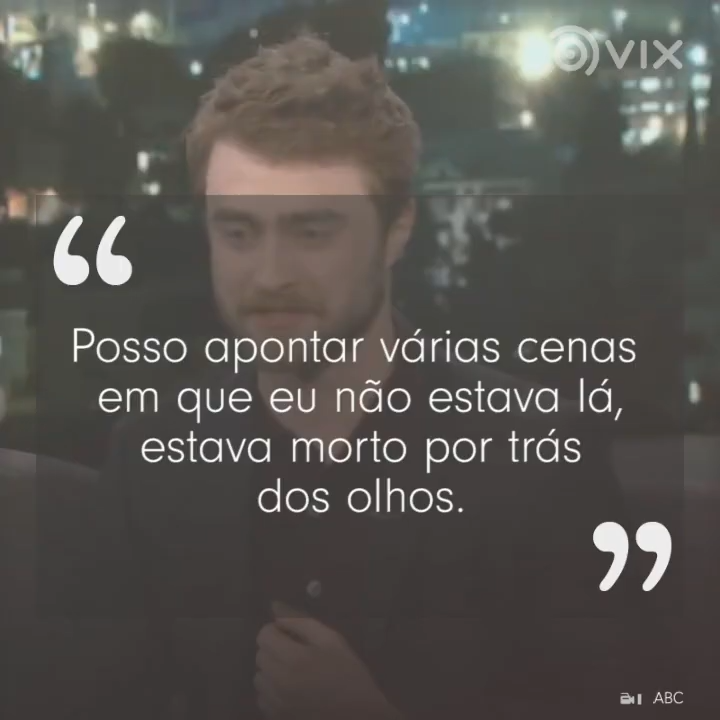 VIX
“
Posso apontar várias cenas
em que eu não estava lá,
estava morto por trás
dos olhos.
”
ABC